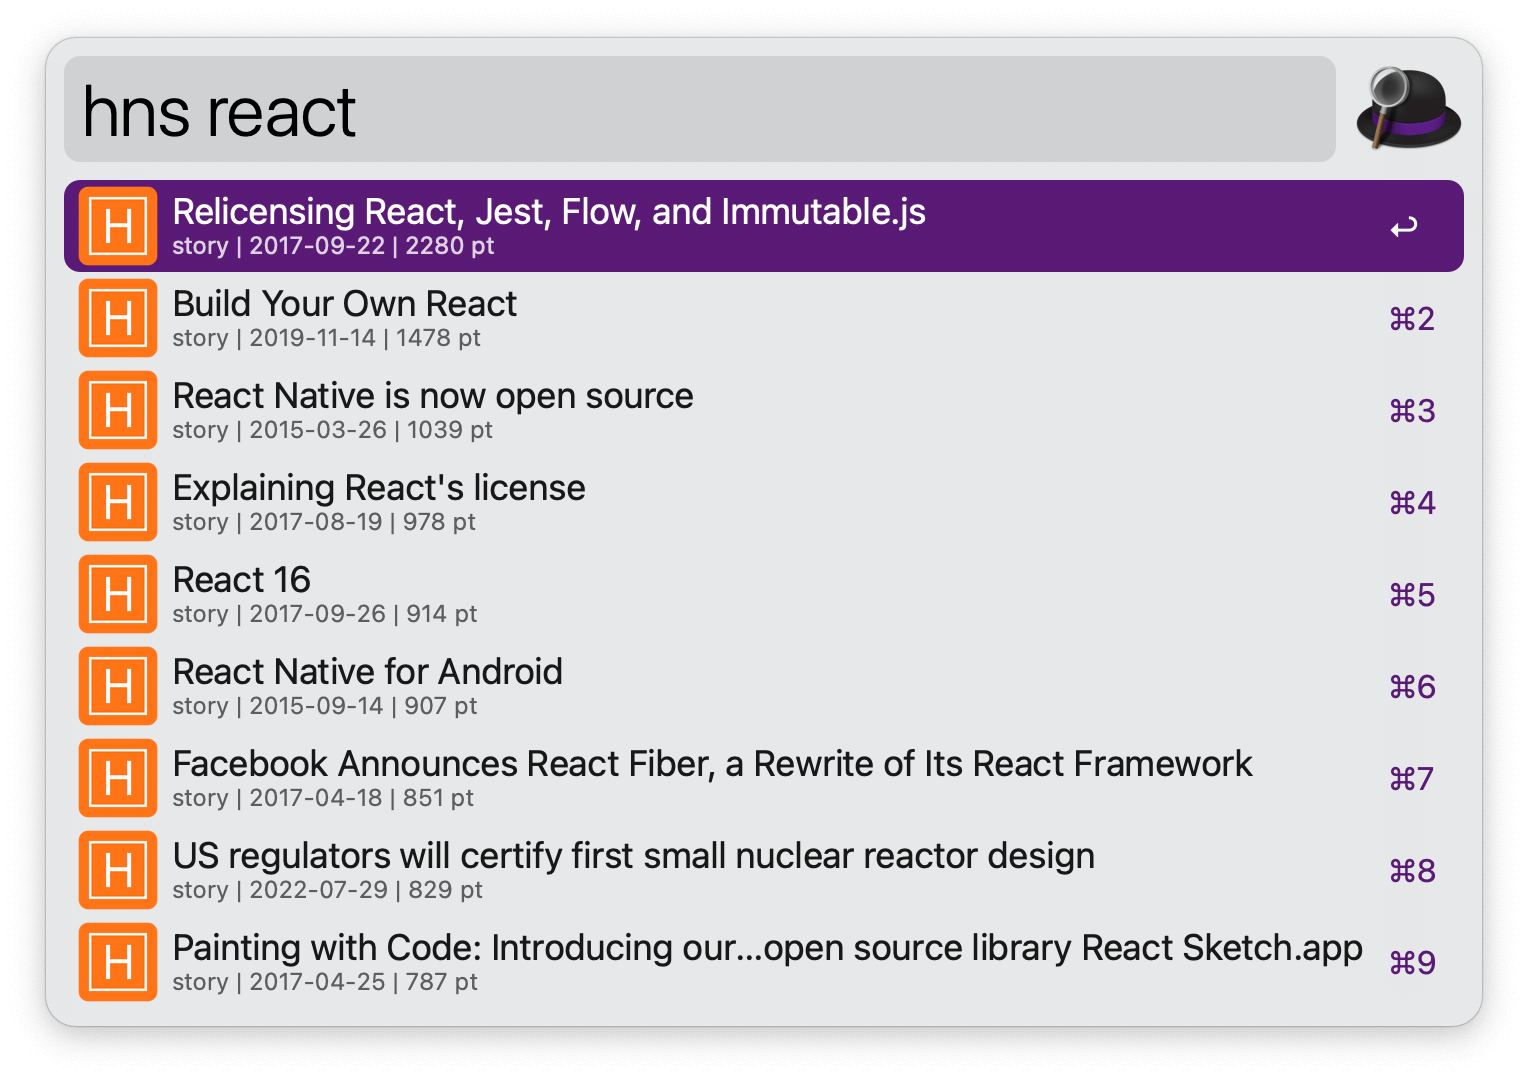 hns react
H
Relicensing React, Jest, Flow, and Immutable.js
story | 2017-09-22 | 2280 pt
H
Build Your Own React
story | 2019-11-14 | 1478 pt
⌘2
H
React Native is now open source
story | 2015-03-26 | 1039 pt
⌘3
H
Explaining React's license
story | 2017-08-19 | 978 pt
⌘4
H
React 16
story | 2017-09-26 | 914 pt
⌘5
H
React Native for Android
story | 2015-09-14 | 907 pt
⌘6
H
Facebook Announces React Fiber, a Rewrite of Its React Framework
story | 2017-04-18 | 851 pt
⌘7
H
US regulators will certify first small nuclear reactor design
story | 2022-07-29 | 829 pt
⌘8
H
Painting with Code: Introducing our...open source library React Sketch.app
story | 2017-04-25 | 787 pt
⌘9